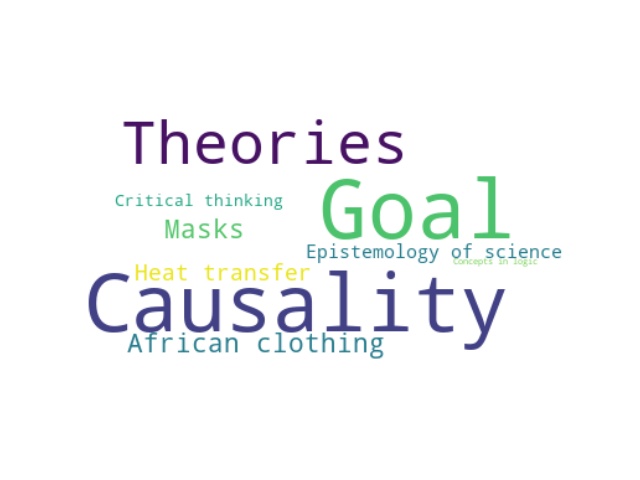 Theories
Critical thinking
Goal
Masks
Epistemology of science
Concepts in logic
Heat transfer
Causality
African clothing